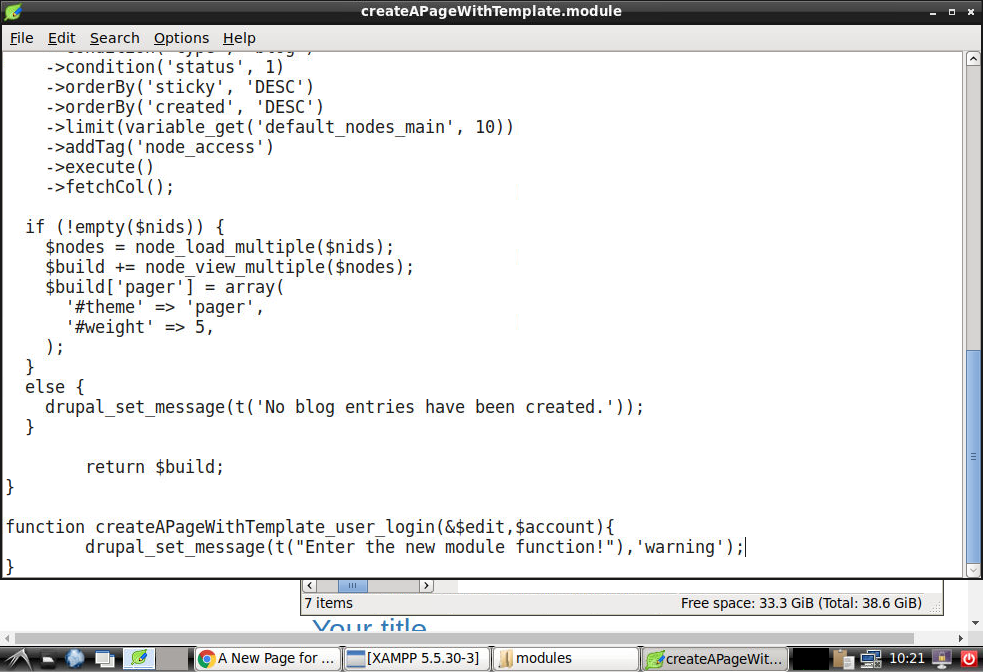 createAPageWithTemplate.module
File Edit Search Options Help
->condition('status', 1)
->orderBy('sticky', 'DESC')
->orderBy('created', 'DESC')
->limit(variable_get('default_nodes_main', 10))
->addTag('node_access')
->execute()
->fetchCol();
if (!empty($nids)) {
$nodes = node_load_multiple($nids);
$build += node_view_multiple($nodes);
$build['pager'] = array(
'#theme' => 'pager',
'#weight' => 5,
);
}
else {
drupal_set_message(t('No blog entries have been created.'));
}
return $build;
}
function createAPageWithTemplate_user_login(&$edit,$account){
drupal_set_message(t("Enter the new module function!"),'warning');
}
7 items Free space: 33.3 GiB (Total: 38.6 GiB)
Your title
A New Page for ... [XAMPP 5.5.30-3] modules createAPageWit... 10:21